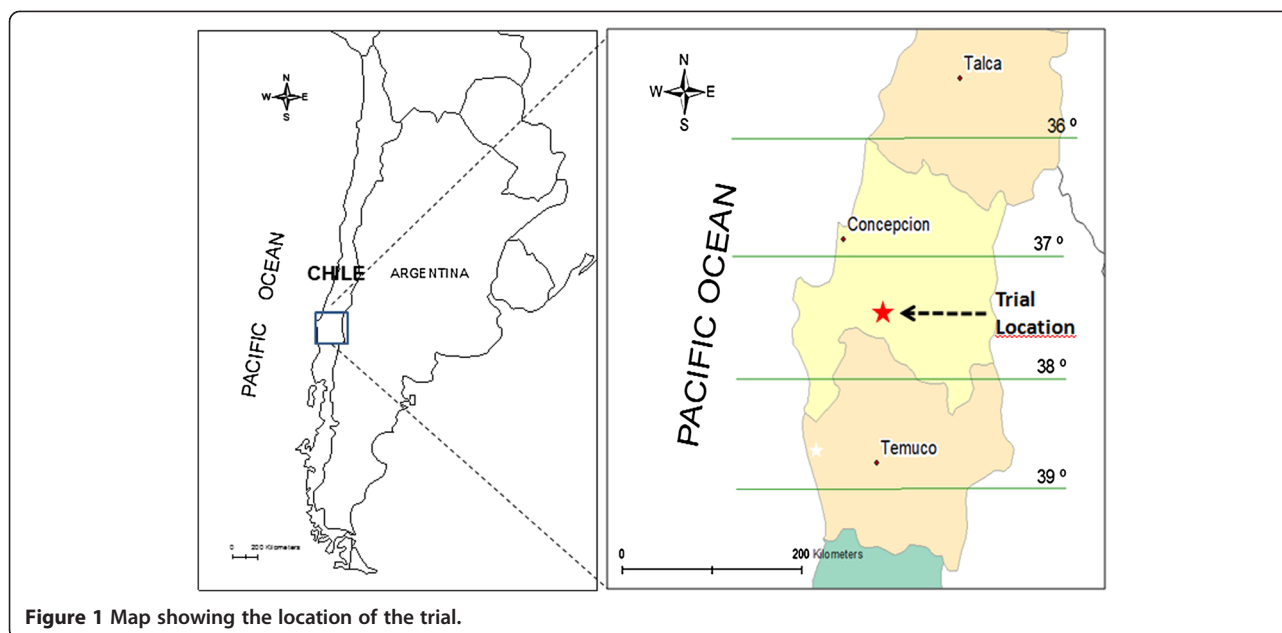 N
W E
S
PACIFIC OCEAN
CHILE
ARGENTINA
0 200 Kilometers
N
W E
S
Talca
36 º
PACIFIC OCEAN
Concepcion
37 º
Trial
Location
38 º
Temuco
39 º
0 200 Kilometers
Figure 1 Map showing the location of the trial.